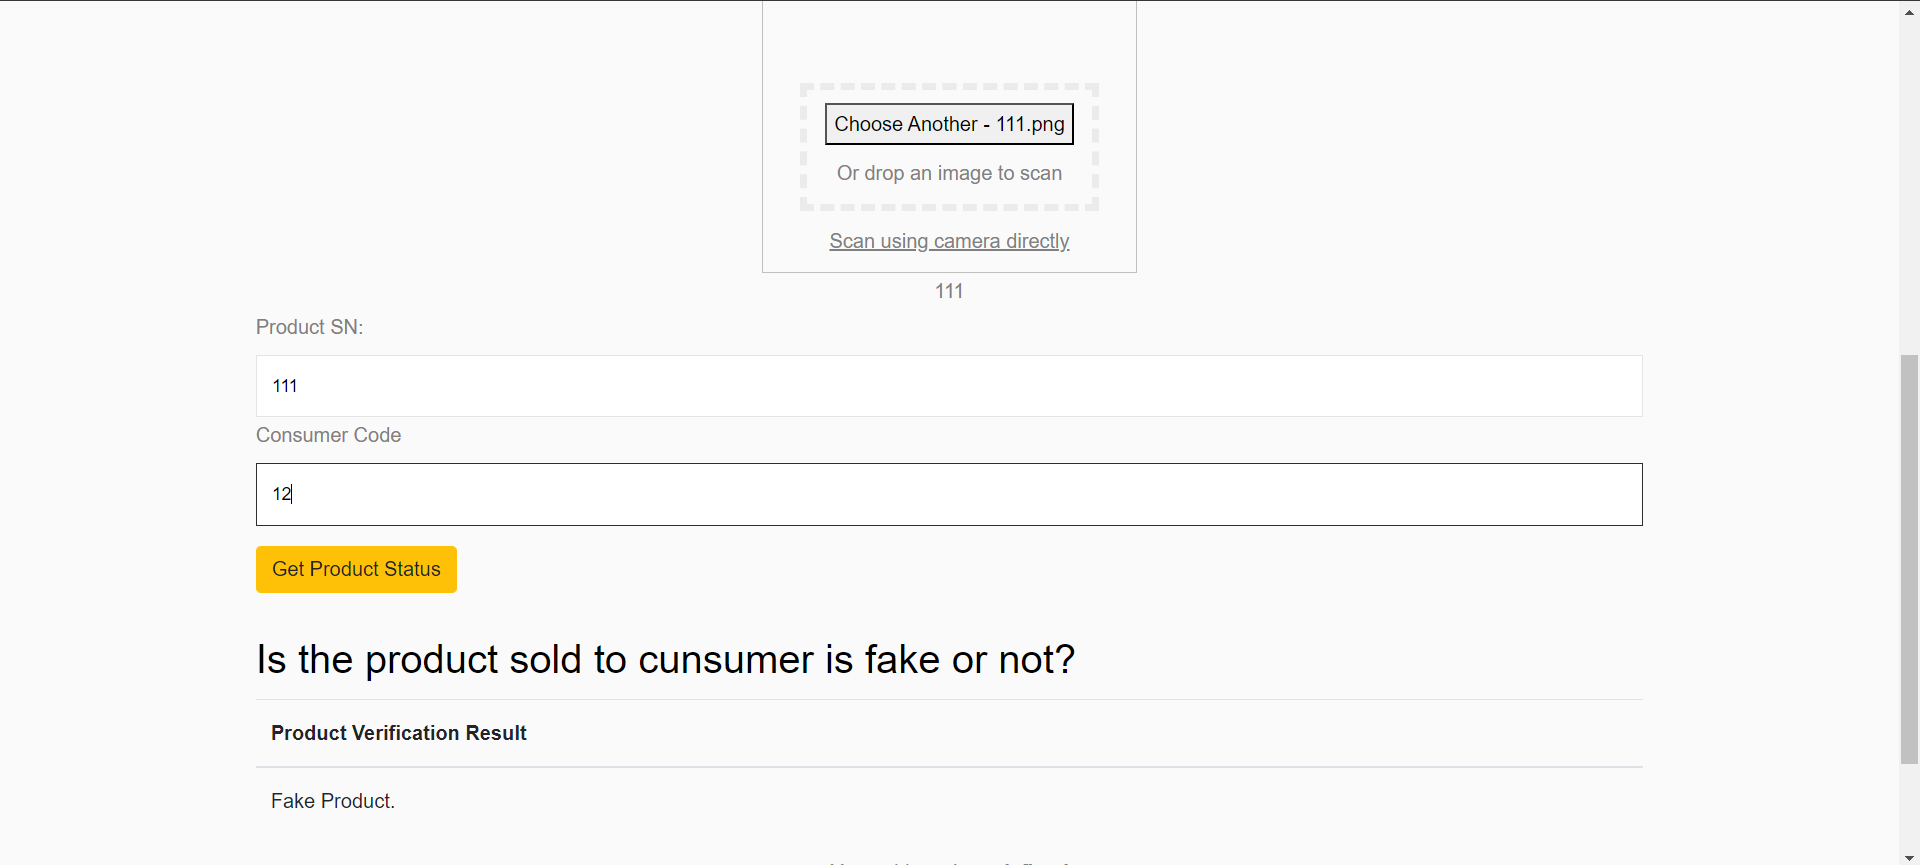 Choose Another - 111.png
Or drop an image to scan
Scan using camera directly
111
Product SN:
111
Consumer Code
12
Get Product Status
Is the product sold to cunsumer is fake or not?
Product Verification Result
Fake Product.